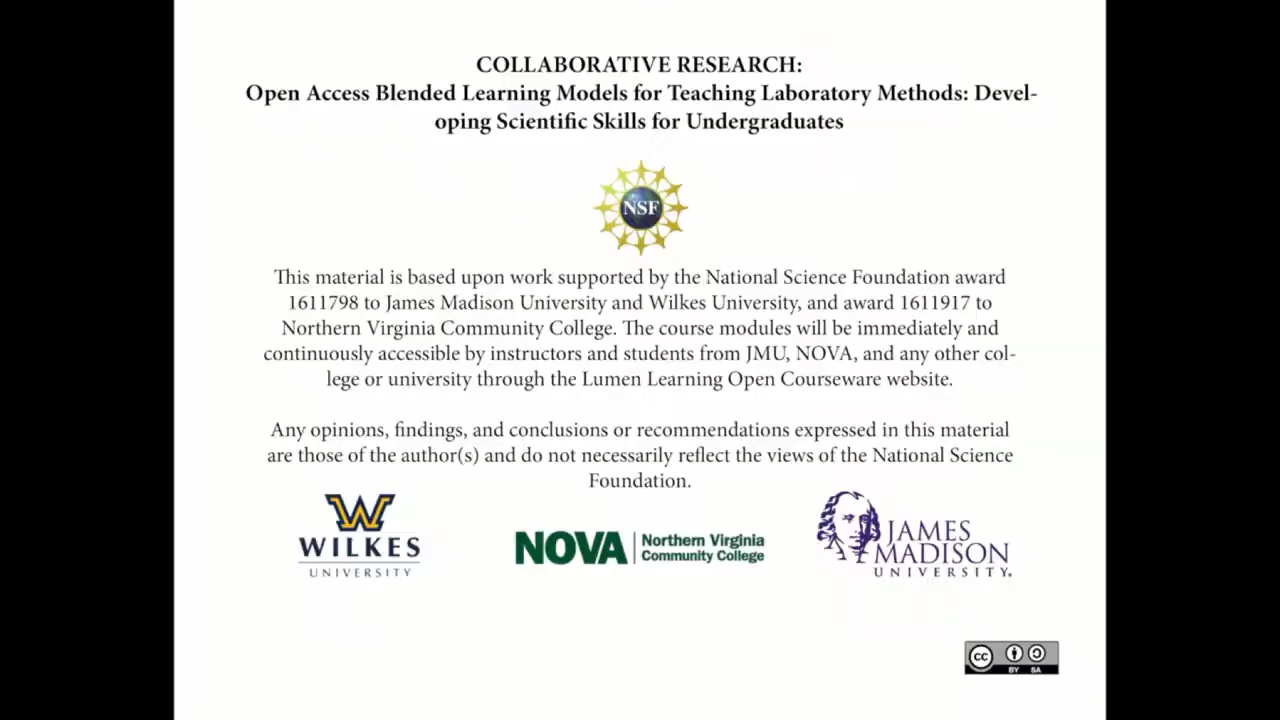 COLLABORATIVE RESEARCH:
Open Access Blended Learning Models for Teaching Laboratory Methods: Devel-
oping Scientific Skills for Undergraduates
NSF
This material is based upon work supported by the National Science Foundation award
1611798 to James Madison University and Wilkes University, and award 1611917 to
Northern Virginia Community College. The course modules will be immediately and
continuously accessible by instructors and students from JMU, NOVA, and any other col-
lege or university through the Lumen Learning Open Courseware website.
Any opinions, findings, and conclusions or recommendations expressed in this material
are those of the author(s) and do not necessarily reflect the views of the National Science
Foundation.
W
WILKES
UNIVERSITY
NOVA
Northern Virginia
Community College
JAMES
MADISON
UNIVERSITY.
cc
BY SA